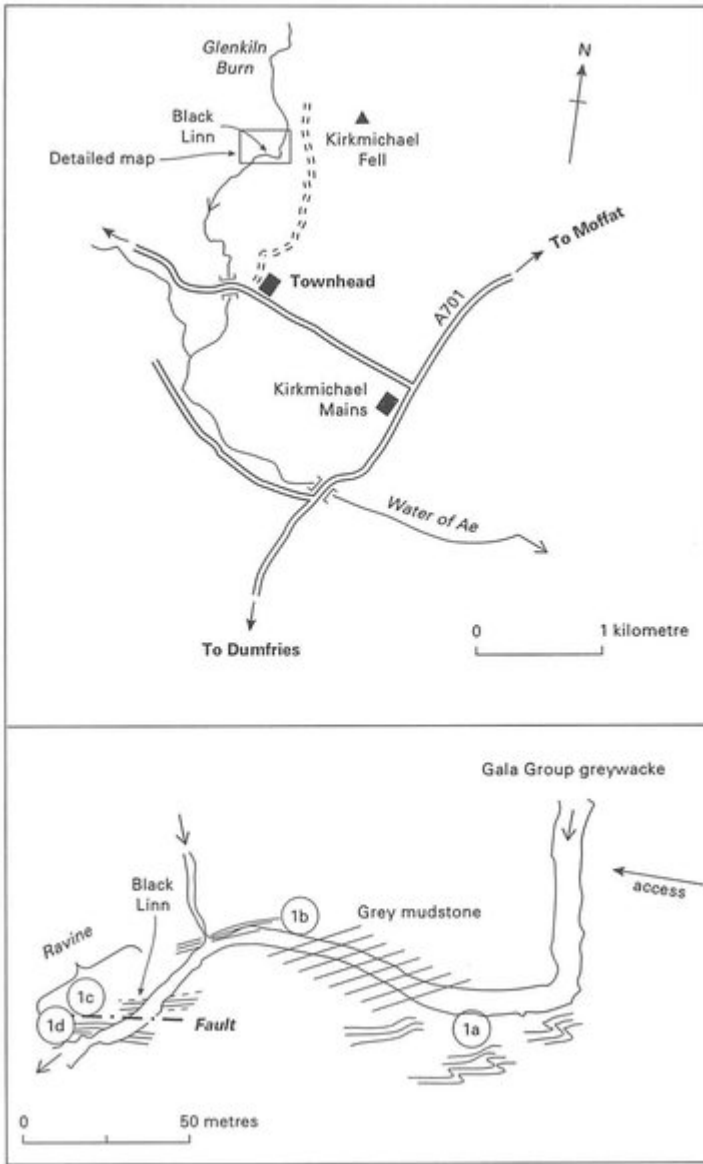 Glenkiln
Burn
N
Black
Linn
Detailed map
Kirkmichael
Fell
To Moffat
Townhead
A701
Kirkmichael
Mains
Water of Ae
0 1 kilometre
To Dumfries
Gala Group greywacke
access
Black
Linn
1b
Grey mudstone
Ravine
1c
1d
Fault
1a
0 50 metres